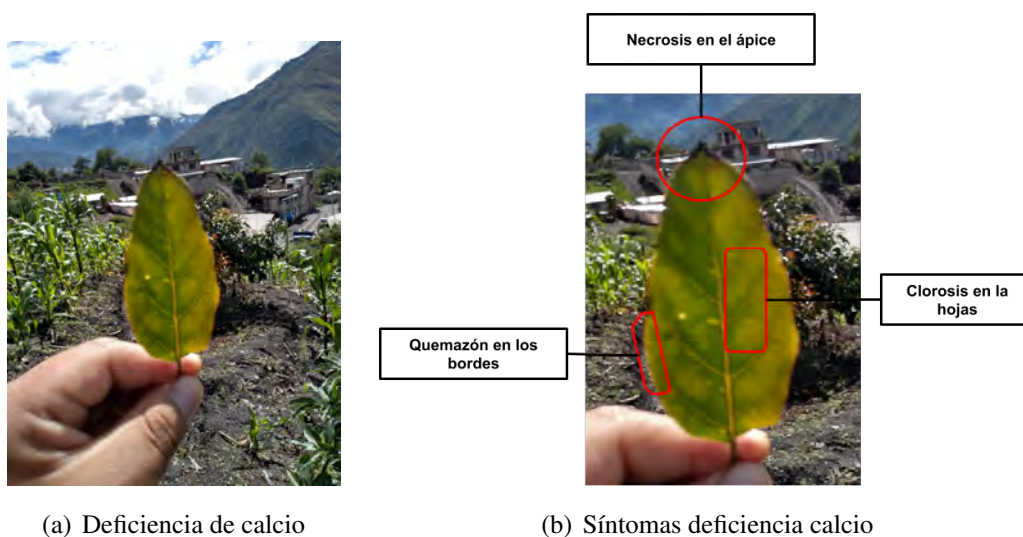 Necrosis en el ápice
Clorosis en la
hojas
Quemazón en los
bordes
(a) Deficiencia de calcio
(b) Síntomas deficiencia calcio